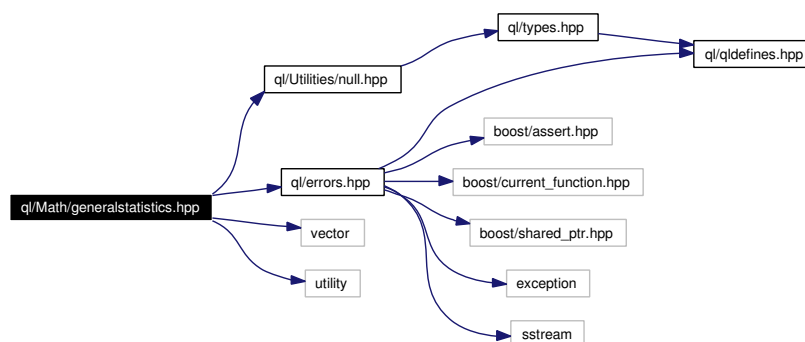 ql/types.hpp
ql/qldefines.hpp
ql/Utilities/null.hpp
boost/assert.hpp
ql/errors.hpp
boost/current_function.hpp
ql/Math/generalstatistics.hpp
vector
boost/shared_ptr.hpp
utility
exception
sstream